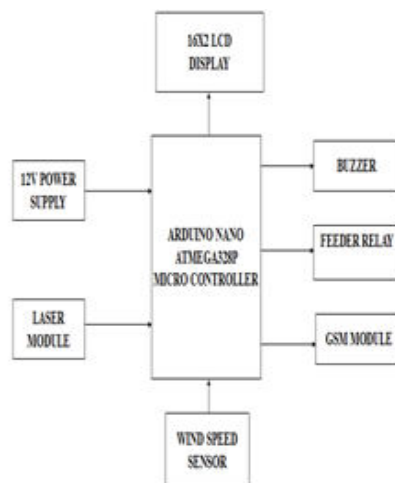 16X2 LCD
DISPLAY
12V POWER
SUPPLY
BUZZER
ARDUINO NANO
ATMEGA328P
MICRO CONTROLLER
FEEDER RELAY
LASER
MODULE
GSM MODULE
WIND SPEED
SENSOR